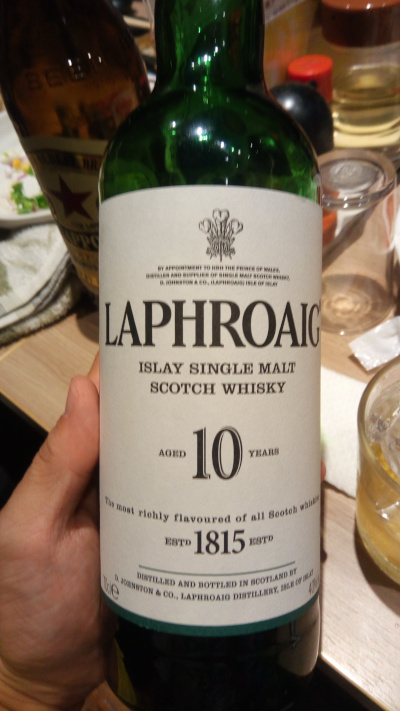 BY APPOINTMENT TO HRH THE PRINCE OF WALES,
DISTILLER AND SUPPLIER OF SINGLE MALT SCOTCH WHISKY,
D. JOHNSTON & CO., (LAPHROAIG) ISLE OF ISLAY
LAPHROAIG
ISLAY SINGLE MALT
SCOTCH WHISKY
AGED 10 YEARS
The most richly flavoured of all Scotch whiskies
ESTD 1815 ESTD
DISTILLED AND BOTTLED IN SCOTLAND BY
D. JOHNSTON & CO., LAPHROAIG DISTILLERY, ISLE OF ISLAY